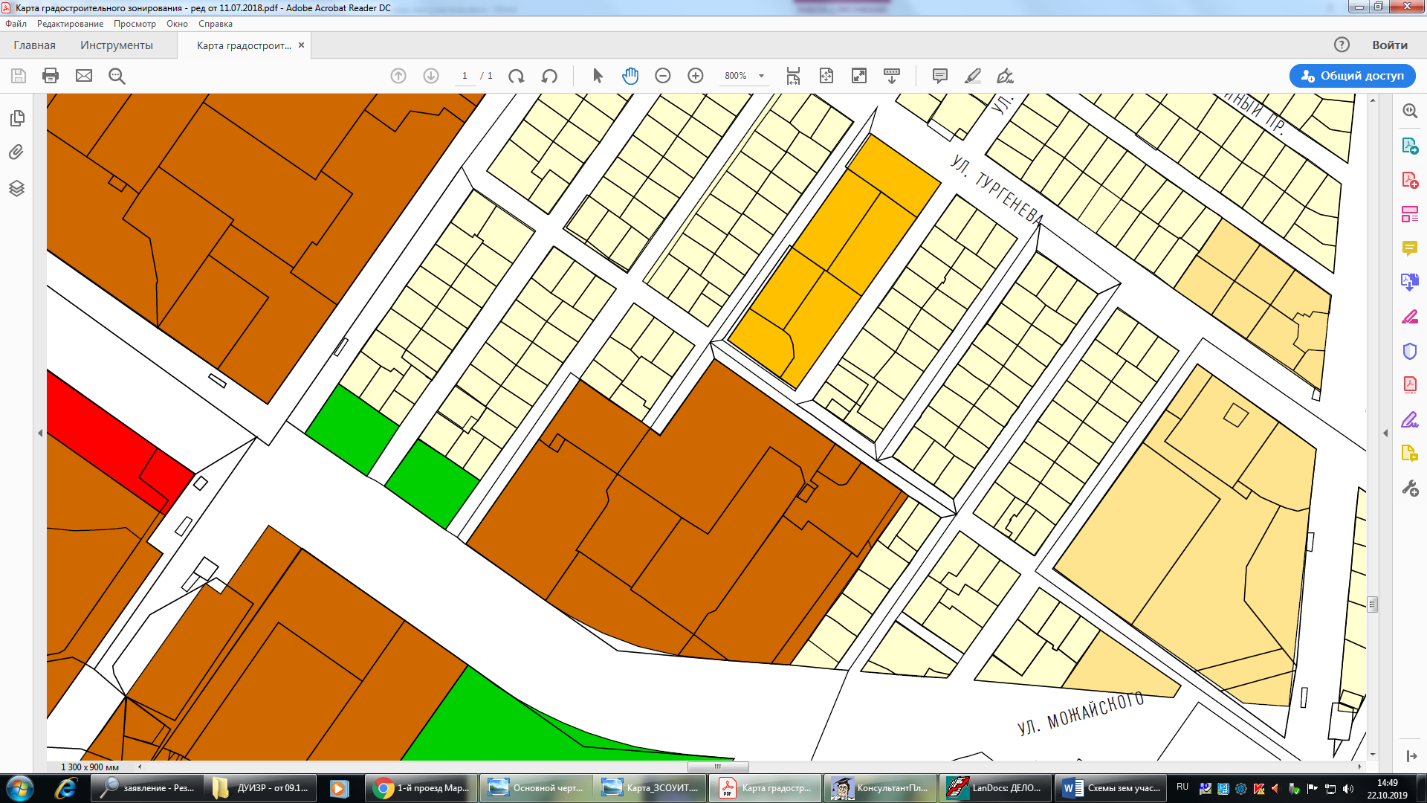 Карта градостроительного зонирования - ред от 11.07.2018.pdf - Adobe Acrobat Reader DC
Файл Редактирование Просмотр Окно Справка
Главная Инструменты Карта градостроит... × Войти
1 / 1 800% Общий доступ
УЛ.
НЫЙ ПР.
УЛ. ТУРГЕНЕВА
УЛ. МОЖАЙСКОГО
1 300 x 900 мм
заявление - Рез... ДУИЗР - от 09.1... 1-й проезд Мар... Основной черт... Карта_ЗСОУИТ.... Карта градостр... КонсультантПл... LanDocs: ДЕЛО... Схемы зем учас... RU 14:49
22.10.2019